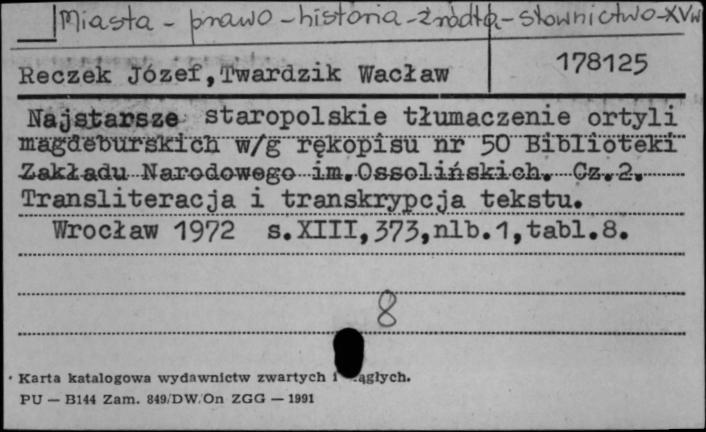 Miasta - prawo - historia - źródła - słownictwo - XVw
Reczek Józef, Twardzik Wacław
178125
Najstarsze staropolskie tłumaczenie ortyli
magdeburskich w/g rękopisu nr 50 Biblioteki
Zakładu Narodowego im.Ossolińskich. Cz.2.
Transliteracja i transkrypcja tekstu.
Wrocław 1972 s.XIII,373,nlb.1,tabl.8.
8
Karta katalogowa wydawnictw zwartych i
PU — B144 Zam. 849/DW/On ZGG — 1991